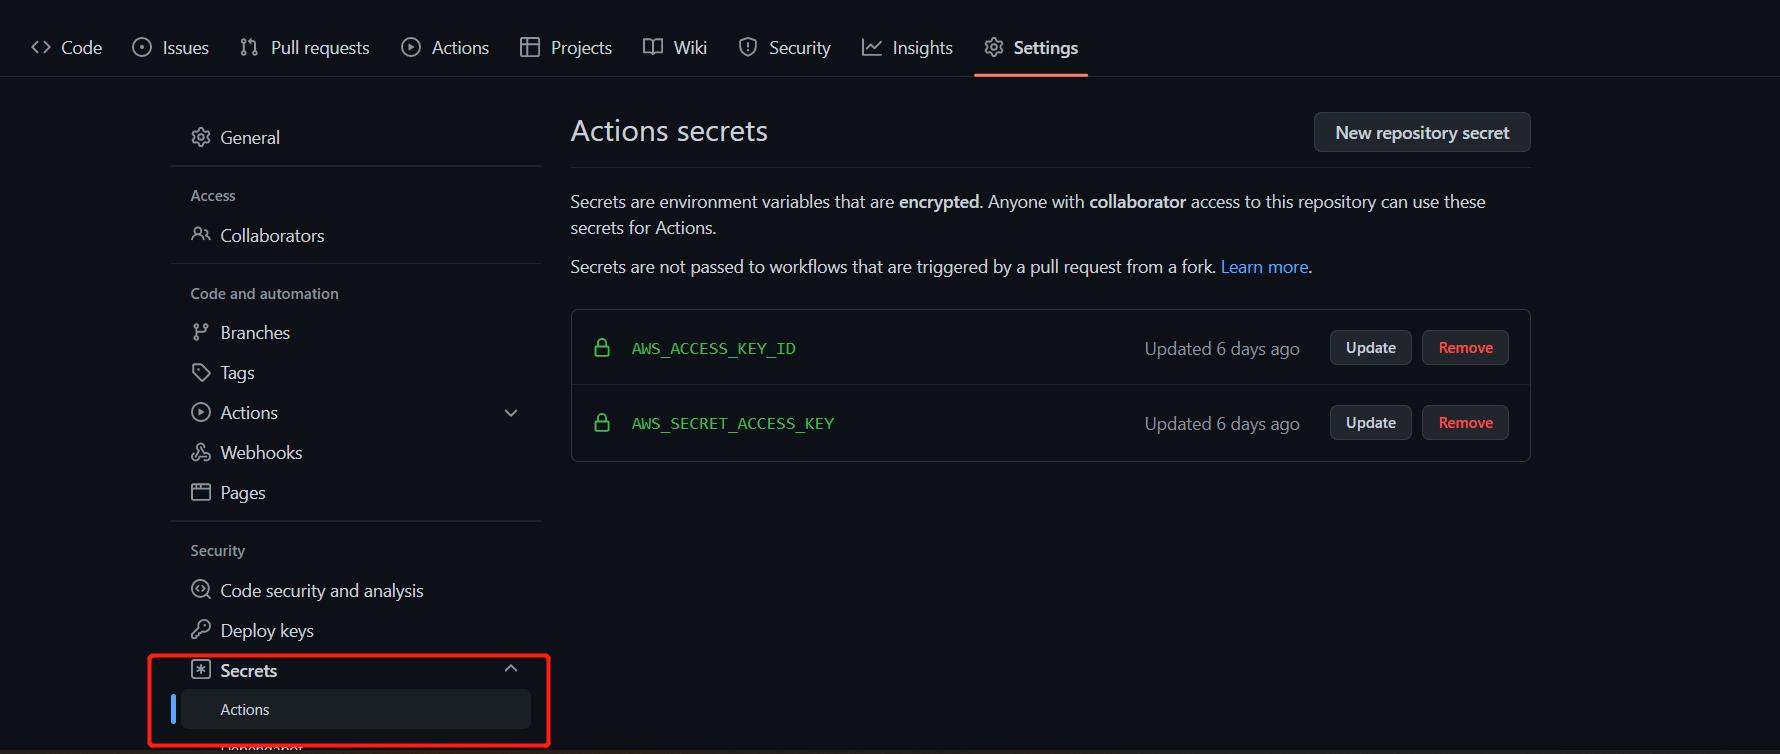 Code Issues Pull requests Actions Projects Wiki Security Insights Settings
General
Access
Collaborators
Code and automation
Branches
Tags
Actions
Webhooks
Pages
Security
Code security and analysis
Deploy keys
Secrets
Actions
Actions secrets
New repository secret
Secrets are environment variables that are encrypted. Anyone with collaborator access to this repository can use these
secrets for Actions.
Secrets are not passed to workflows that are triggered by a pull request from a fork. Learn more.
AWS_ACCESS_KEY_ID Updated 6 days ago Update Remove
AWS_SECRET_ACCESS_KEY Updated 6 days ago Update Remove